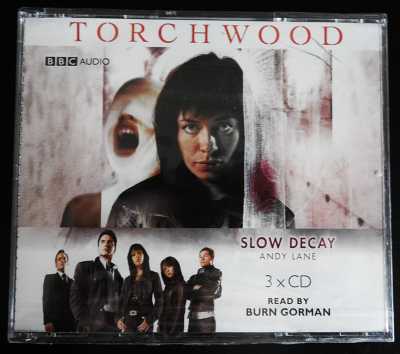 TORCHWOOD
BBC AUDIO
SLOW DECAY
ANDY LANE
3 x CD
READ BY
BURN GORMAN